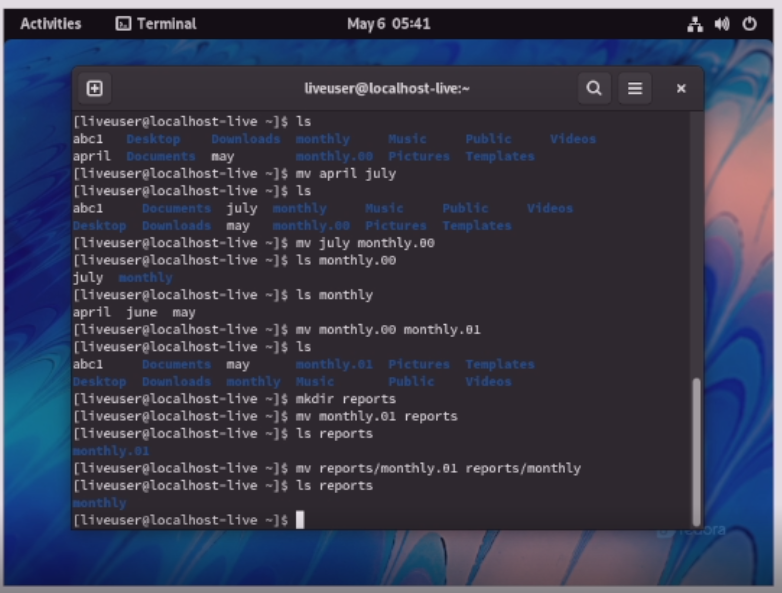 Activities Terminal May 6 05:41
liveuser@localhost-live:~
[liveuser@localhost-live ~]$ ls
abc1 Desktop Downloads monthly Music Public Videos
april Documents may monthly.00 Pictures Templates
[liveuser@localhost-live ~]$ mv april july
[liveuser@localhost-live ~]$ ls
abc1 Documents july monthly Music Public Videos
Desktop Downloads may monthly.00 Pictures Templates
[liveuser@localhost-live ~]$ mv july monthly.00
[liveuser@localhost-live ~]$ ls monthly.00
july monthly
[liveuser@localhost-live ~]$ ls monthly
april june may
[liveuser@localhost-live ~]$ mv monthly.00 monthly.01
[liveuser@localhost-live ~]$ ls
abc1 Documents may monthly.01 Pictures Templates
Desktop Downloads monthly Music Public Videos
[liveuser@localhost-live ~]$ mkdir reports
[liveuser@localhost-live ~]$ mv monthly.01 reports
[liveuser@localhost-live ~]$ ls reports
monthly.01
[liveuser@localhost-live ~]$ mv reports/monthly.01 reports/monthly
[liveuser@localhost-live ~]$ ls reports
monthly
[liveuser@localhost-live ~]$
fedora